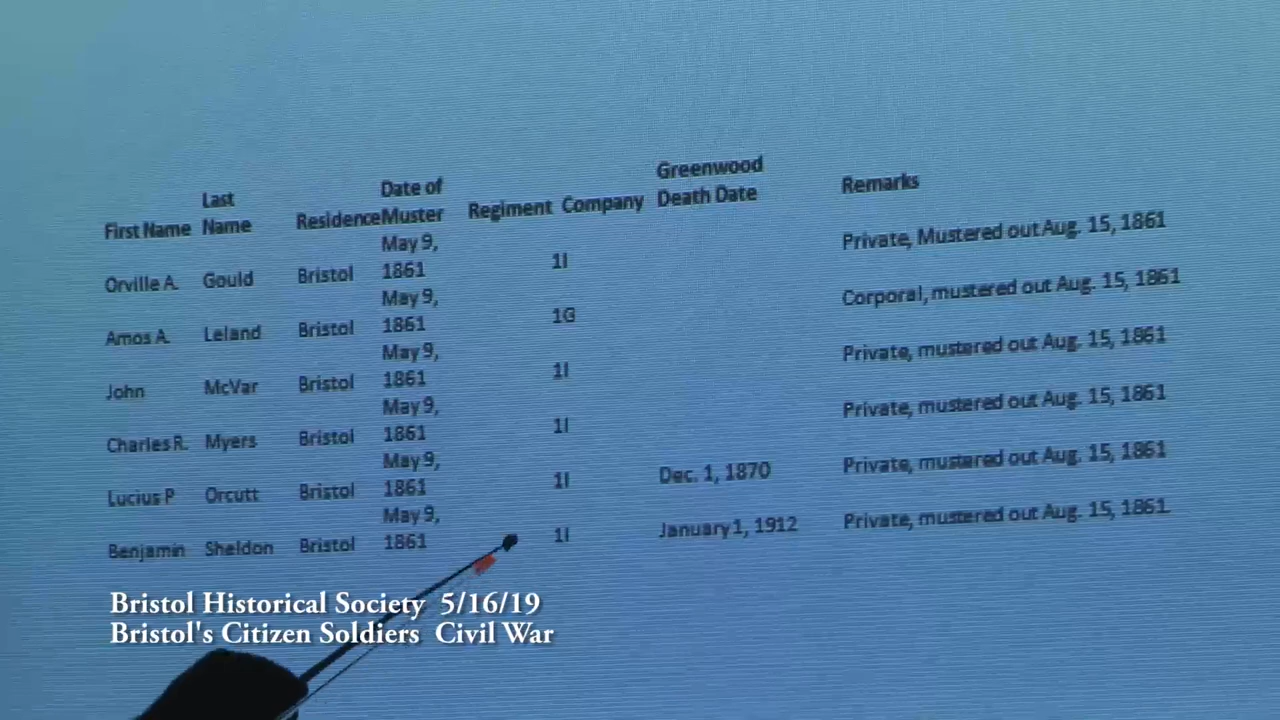 First Name Last Name Residence Date of Muster Regiment Company Greenwood Death Date Remarks
Orville A. Gould Bristol May 9, 1861 1I Private, Mustered out Aug. 15, 1861
Amos A. Leland Bristol May 9, 1861 1G Corporal, mustered out Aug. 15, 1861
John McVar Bristol May 9, 1861 1I Private, mustered out Aug. 15, 1861
Charles R. Myers Bristol May 9, 1861 1I Private, mustered out Aug. 15, 1861
Lucius P Orcutt Bristol May 9, 1861 1I Dec. 1, 1870 Private, mustered out Aug. 15, 1861
Benjamin Sheldon Bristol May 9, 1861 1I January 1, 1912 Private, mustered out Aug. 15, 1861.
Bristol Historical Society 5/16/19
Bristol's Citizen Soldiers Civil War